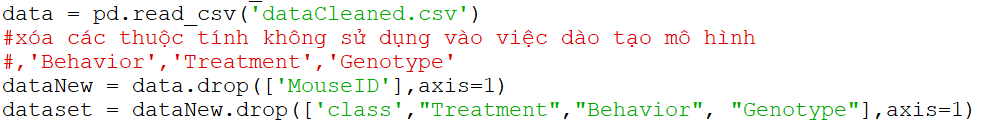 data = pd.read_csv('dataCleaned.csv')
#xóa các thuộc tính không sử dụng vào việc dào tạo mô hình
#,'Behavior','Treatment','Genotype'
dataNew = data.drop(['MouseID'],axis=1)
dataset = dataNew.drop(['class',"Treatment","Behavior", "Genotype"],axis=1)